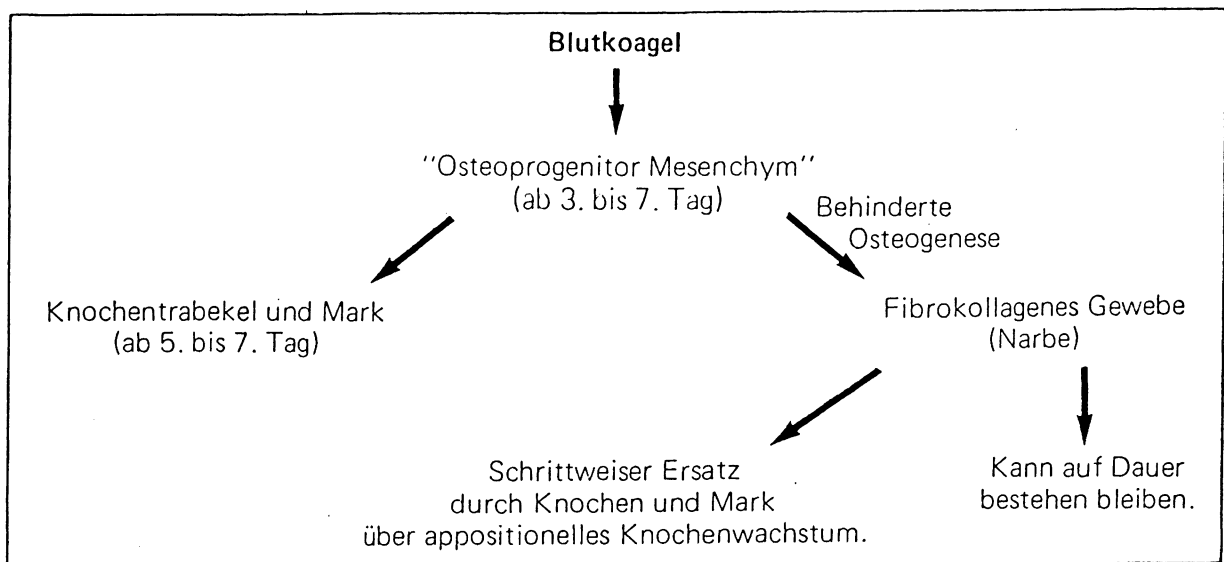 Blutkoagel
"Osteoprogenitor Mesenchym"
(ab 3. bis 7. Tag)
Behinderte
Osteogenese
Knochentrabekel und Mark
(ab 5. bis 7. Tag)
Fibrokollagenes Gewebe
(Narbe)
Schrittweiser Ersatz
durch Knochen und Mark
über appositionelles Knochenwachstum.
Kann auf Dauer
bestehen bleiben.